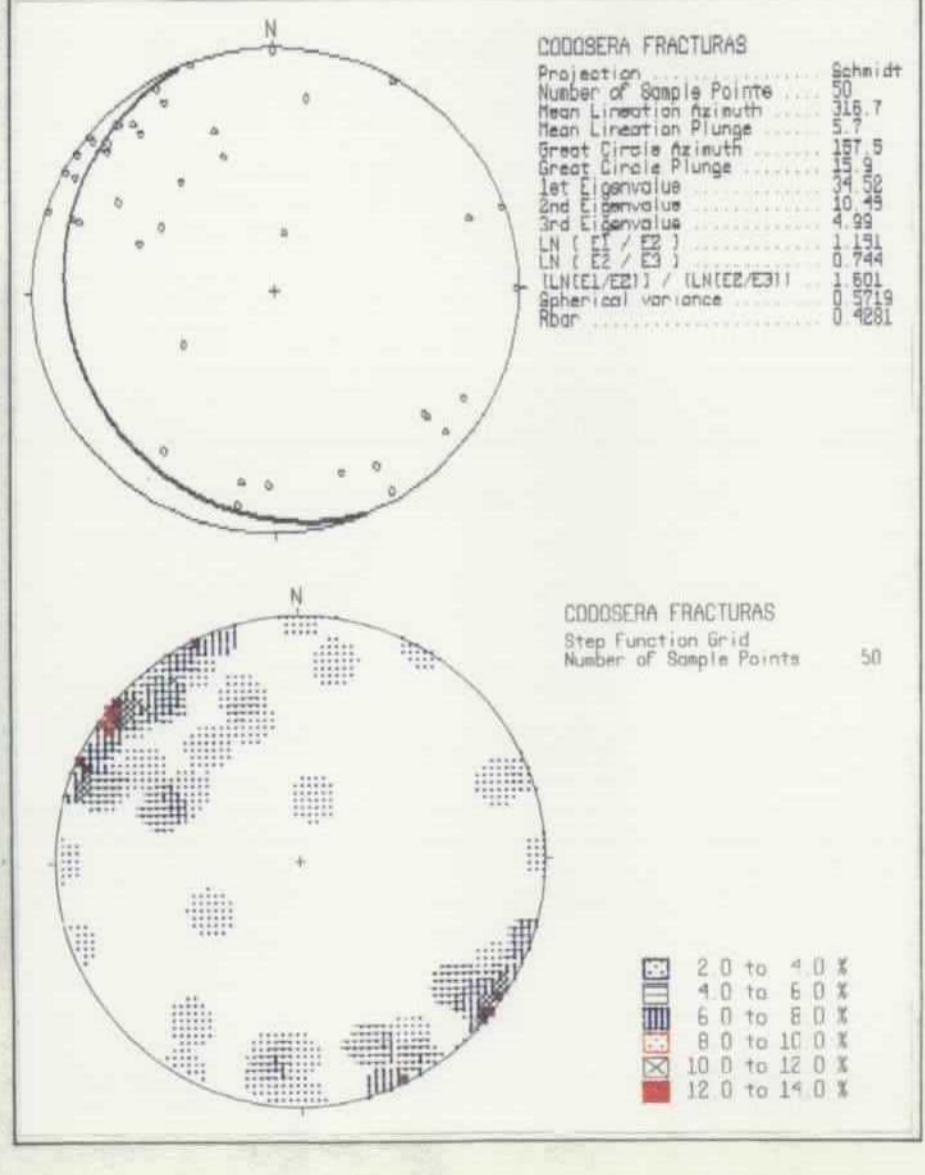 N
CODOSERA FRACTURAS
Projection .................. Schmidt
Number of Sample Points .... 50
Mean Lineation Azimuth ...... 316.7
Mean Lineation Plunge ....... 5.7
Great Circle Azimuth ........ 157.5
Great Circle Plunge ......... 15.9
1st Eigenvalue .............. 34.52
2nd Eigenvalue .............. 10.49
3rd Eigenvalue .............. 4.99
LN ( E1 / E2 ) .............. 1.191
LN ( E2 / E3 ) .............. 0.744
(LN(E1/E2)) / (LN(E2/E3)) ... 1.601
Spherical variance .......... 0.5719
Rbar ........................ 0.4281
N
CODOSERA FRACTURAS
Step Function Grid
Number of Sample Points 50
2.0 to 4.0 %
4.0 to 6.0 %
6.0 to 8.0 %
8.0 to 10.0 %
10.0 to 12.0 %
12.0 to 14.0 %